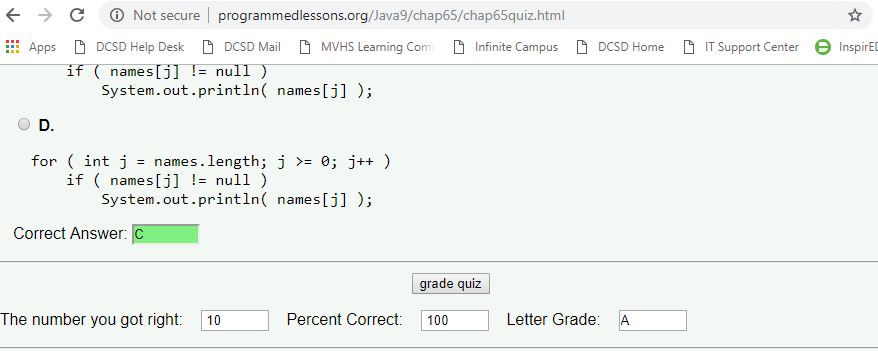 Not secure | programmedlessons.org/Java9/chap65/chap65quiz.html
Apps DCSD Help Desk DCSD Mail MVHS Learning Com Infinite Campus DCSD Home IT Support Center InspirED
if ( names[j] != null )
System.out.println( names[j] );
D.
for ( int j = names.length; j >= 0; j++ )
if ( names[j] != null )
System.out.println( names[j] );
Correct Answer: C
grade quiz
The number you got right: 10 Percent Correct: 100 Letter Grade: A